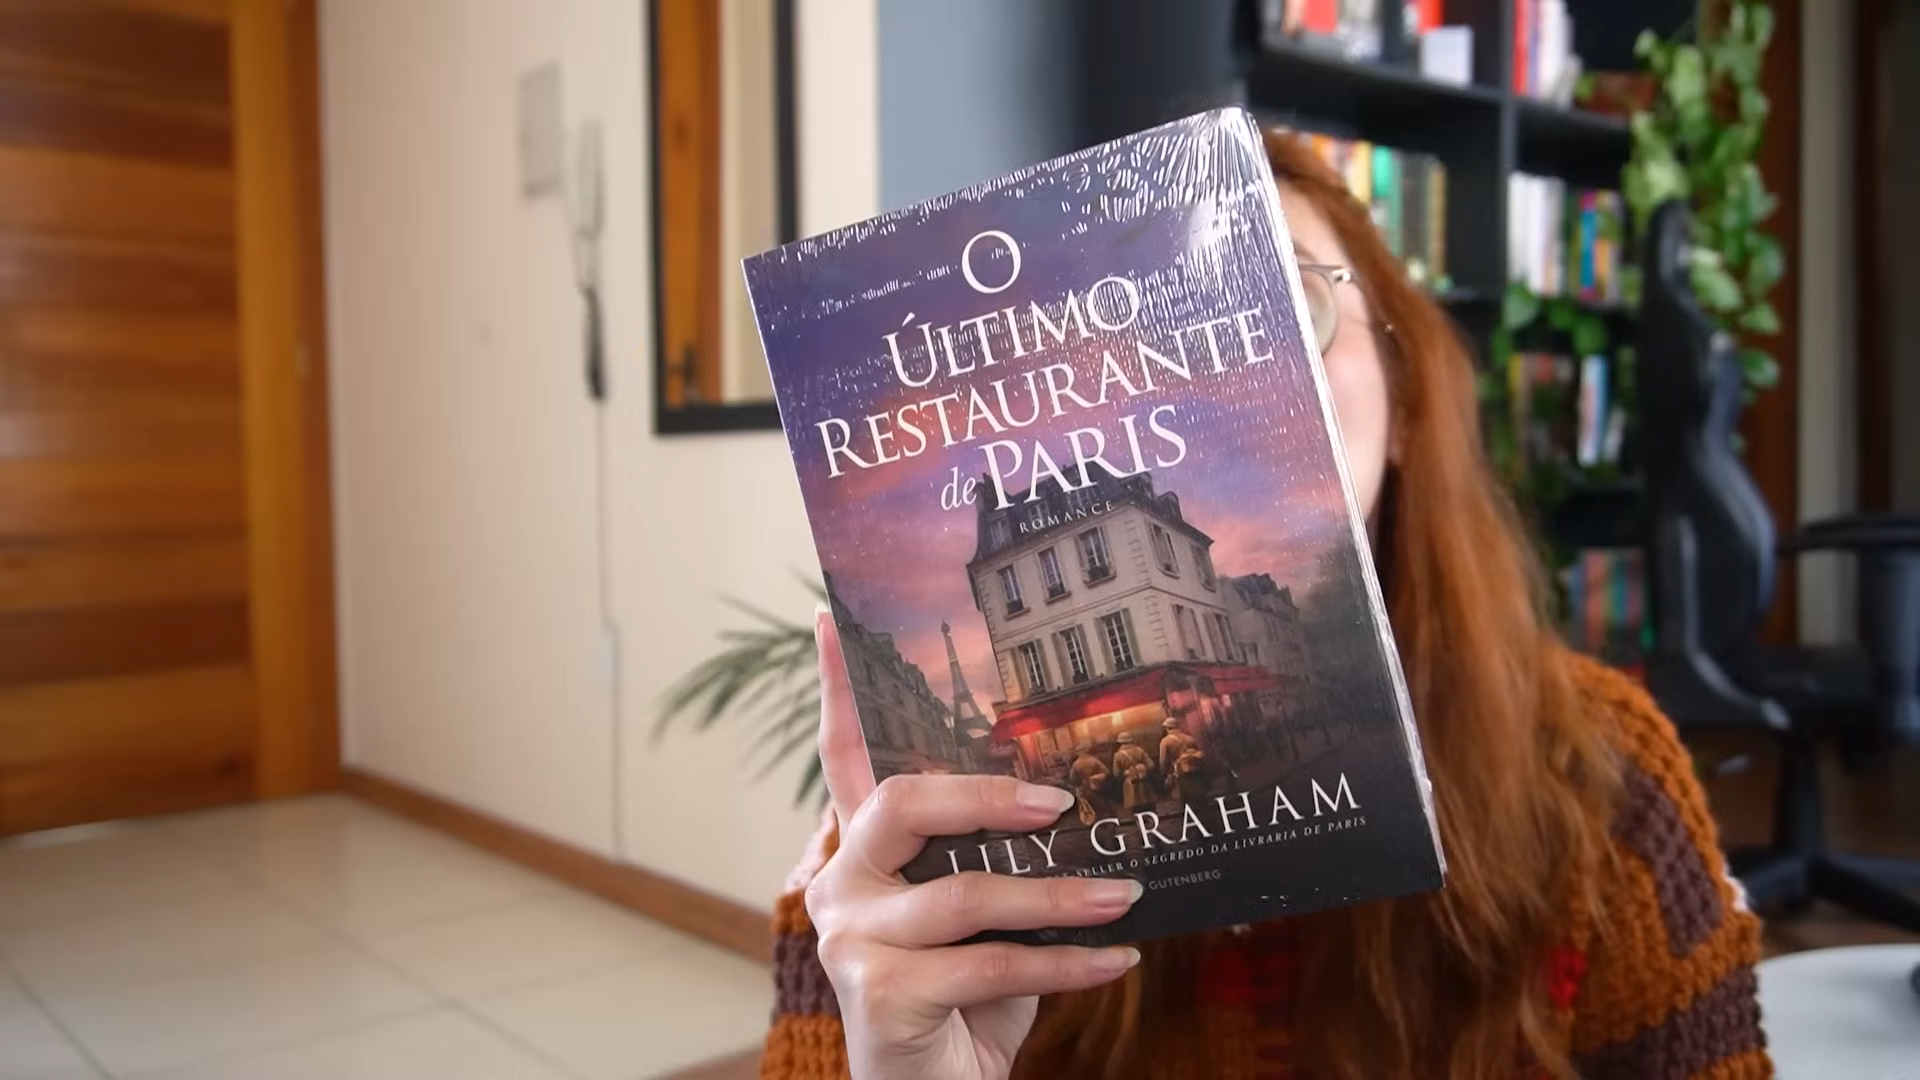 O
ÚLTIMO
RESTAURANTE
de PARIS
ROMANCE
LILY GRAHAM
SELLER O SEGREDO DA LIVRARIA DE PARIS
GUTENBERG